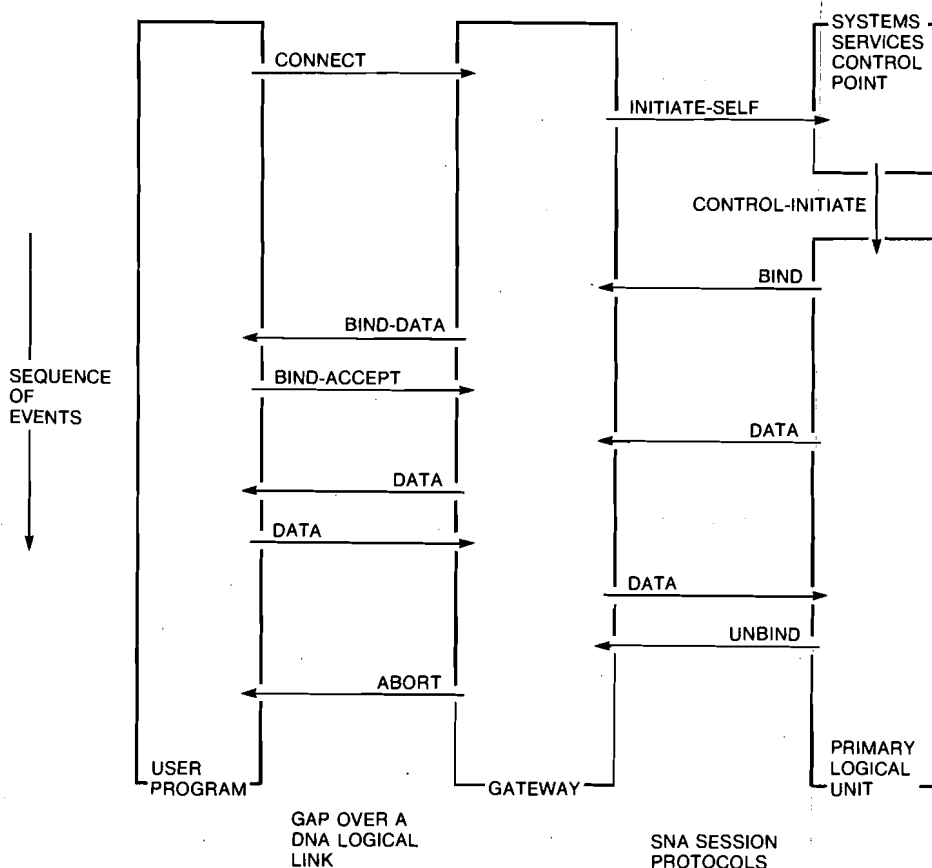 SYSTEMS
SERVICES
CONTROL
POINT
CONNECT
INITIATE-SELF
CONTROL-INITIATE
BIND
BIND-DATA
SEQUENCE
OF
EVENTS
BIND-ACCEPT
DATA
DATA
DATA
DATA
UNBIND
ABORT
USER
PROGRAM
GATEWAY
PRIMARY
LOGICAL
UNIT
GAP OVER A
DNA LOGICAL
LINK
SNA SESSION
PROTOCOLS